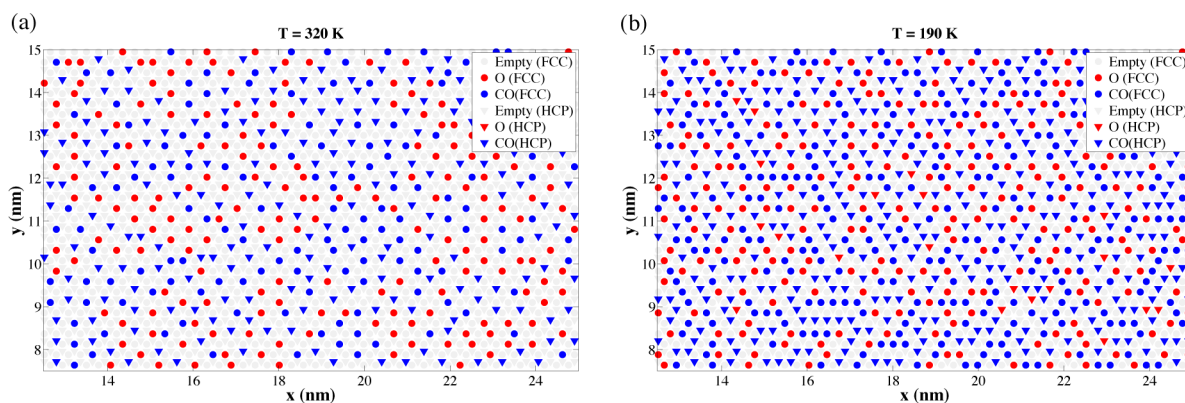 (a)
T = 320 K
15
14
13
12
11
10
9
8
y (nm)
14
16
18
20
22
24
x (nm)
Empty (FCC)
O (FCC)
CO(FCC)
Empty (HCP)
O (HCP)
CO(HCP)
(b)
T = 190 K
15
14
13
12
11
10
9
8
y (nm)
14
16
18
20
22
24
x (nm)
Empty (FCC)
O (FCC)
CO(FCC)
Empty (HCP)
O (HCP)
CO(HCP)